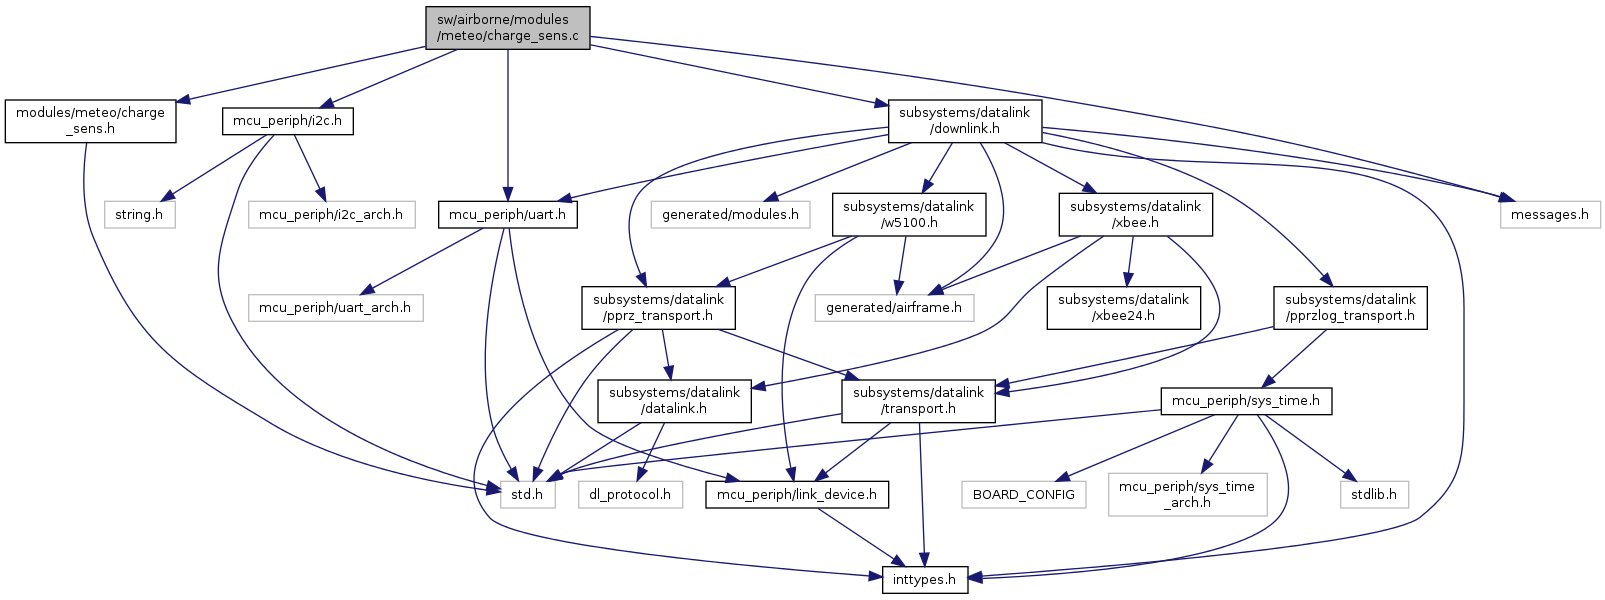 sw/airborne/modules
/meteo/charge_sens.c
modules/meteo/charge
_sens.h
mcu_periph/i2c.h
subsystems/datalink
/downlink.h
string.h
mcu_periph/i2c_arch.h
mcu_periph/uart.h
generated/modules.h
subsystems/datalink
/w5100.h
subsystems/datalink
/xbee.h
messages.h
mcu_periph/uart_arch.h
subsystems/datalink
/pprz_transport.h
generated/airframe.h
subsystems/datalink
/xbee24.h
subsystems/datalink
/pprzlog_transport.h
subsystems/datalink
/datalink.h
subsystems/datalink
/transport.h
mcu_periph/sys_time.h
std.h
dl_protocol.h
mcu_periph/link_device.h
BOARD_CONFIG
mcu_periph/sys_time
_arch.h
stdlib.h
inttypes.h